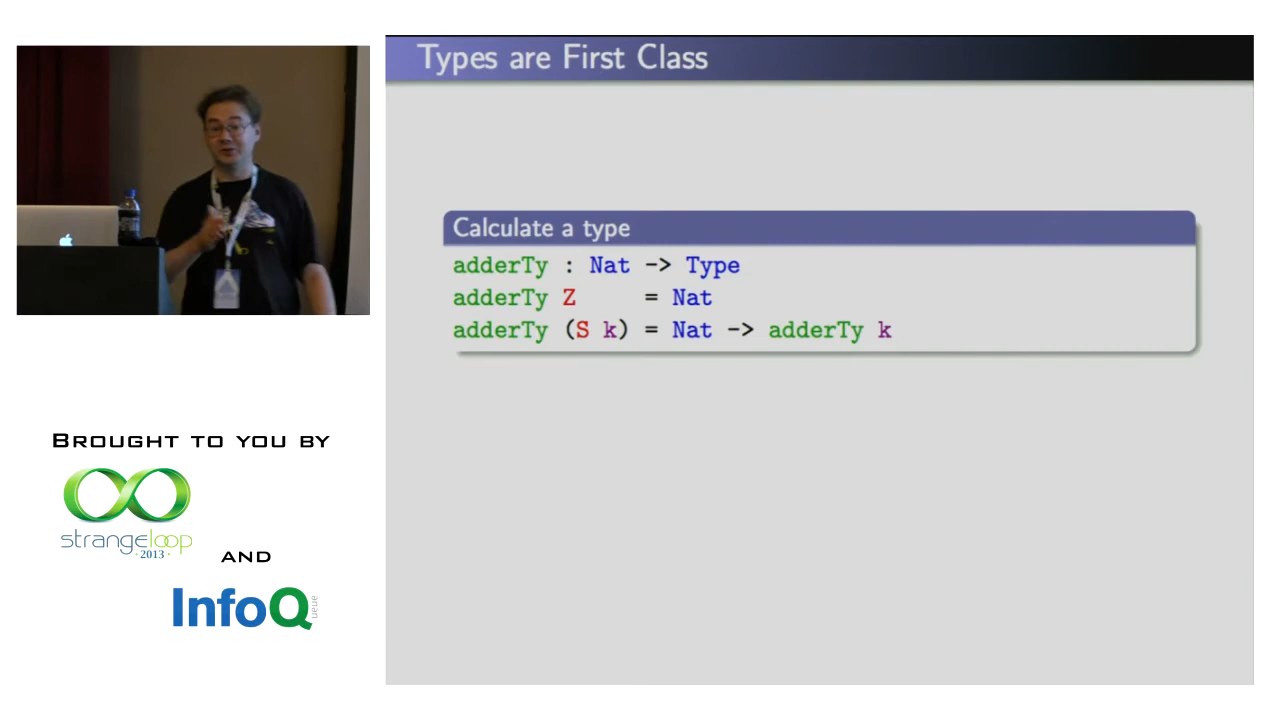 Types are First Class
Calculate a type
adderTy : Nat -> Type
adderTy Z     = Nat
adderTy (S k) = Nat -> adderTy k
BROUGHT TO YOU BY
strangeloop
· 2013 ·
AND
InfoQ